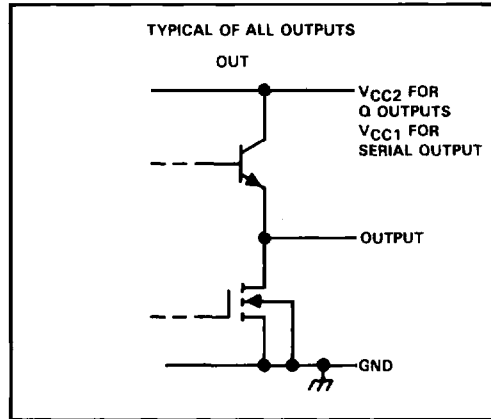 TYPICAL OF ALL OUTPUTS
OUT
VCC2 FOR
Q OUTPUTS
VCC1 FOR
SERIAL OUTPUT
OUTPUT
GND